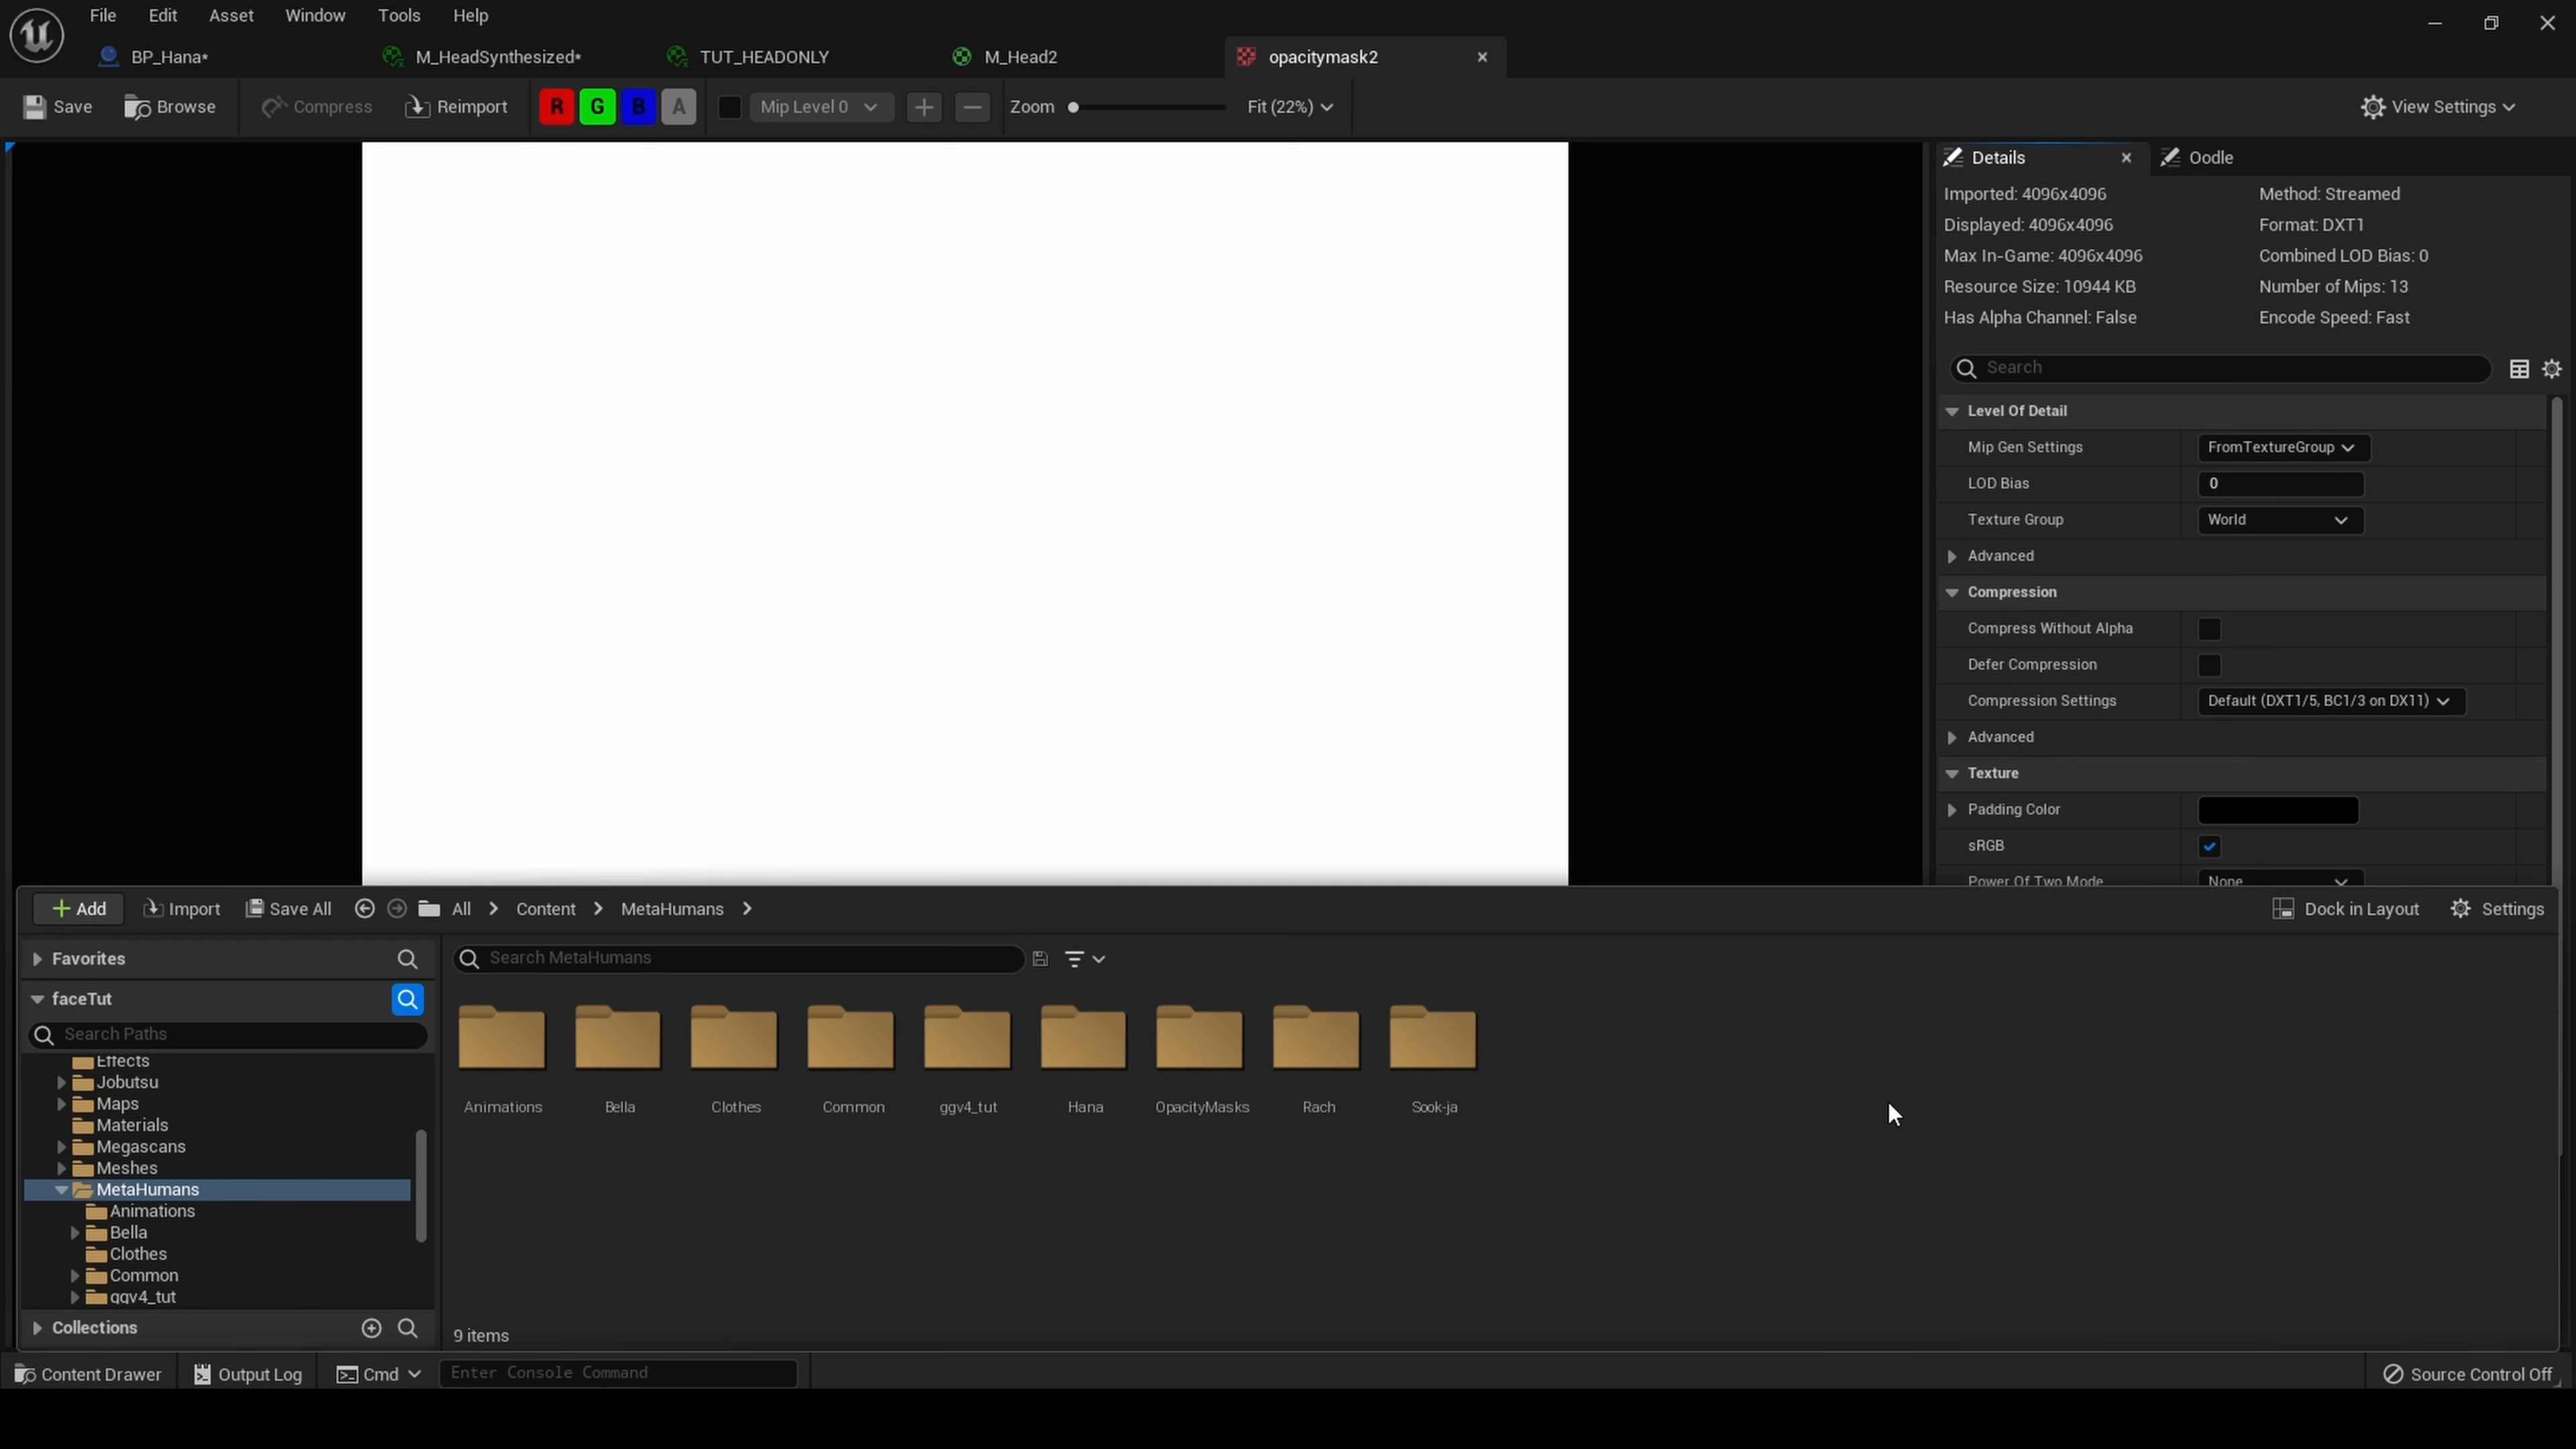 File Edit Asset Window Tools Help
BP_Hana* M_HeadSynthesized* TUT_HEADONLY M_Head2 opacitymask2
Save Browse Compress Reimport R G B A Mip Level 0 Zoom Fit (22%) View Settings
Details Oodle
Imported: 4096x4096 Method: Streamed
Displayed: 4096x4096 Format: DXT1
Max In-Game: 4096x4096 Combined LOD Bias: 0
Resource Size: 10944 KB Number of Mips: 13
Has Alpha Channel: False Encode Speed: Fast
Search
Level Of Detail
Mip Gen Settings FromTextureGroup
LOD Bias 0
Texture Group World
Advanced
Compression
Compress Without Alpha
Defer Compression
Compression Settings Default (DXT1/5, BC1/3 on DX11)
Advanced
Texture
Padding Color
sRGB
Power Of Two Mode None
Add Import Save All All Content MetaHumans Dock in Layout Settings
Favorites
Search MetaHumans
faceTut
Search Paths
Effects
Jobutsu
Maps
Materials
Megascans
Meshes
MetaHumans
Animations
Bella
Clothes
Common
ggv4_tut
Animations Bella Clothes Common ggv4_tut Hana OpacityMasks Rach Sook-ja
Collections
9 items
Content Drawer Output Log Cmd Enter Console Command Source Control Off